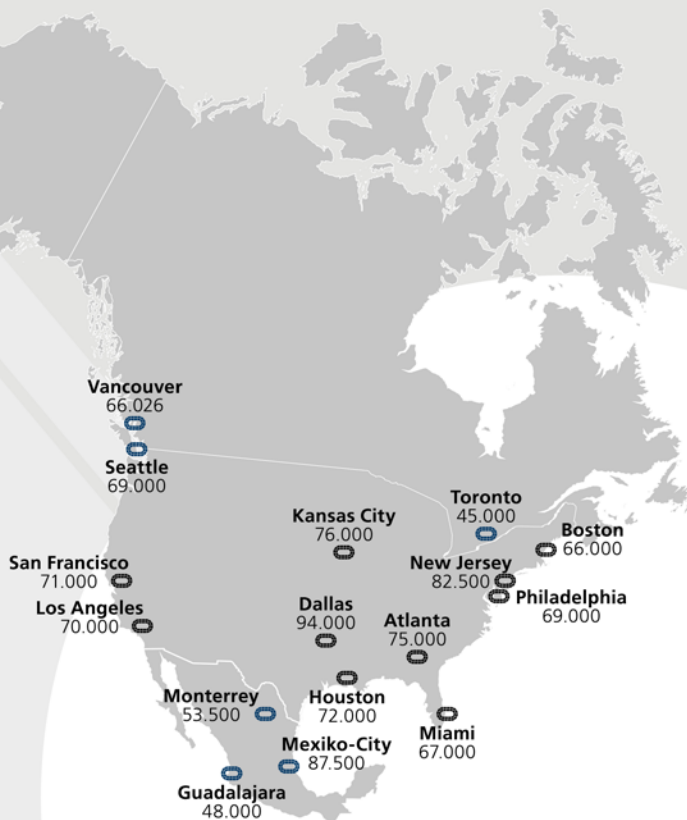 Vancouver
66.026
Seattle
69.000
Toronto
45.000
Kansas City
76.000
Boston
66.000
San Francisco
71.000
New Jersey
82.500
Philadelphia
69.000
Los Angeles
70.000
Dallas
94.000
Atlanta
75.000
Monterrey
53.500
Houston
72.000
Miami
67.000
Mexiko-City
87.500
Guadalajara
48.000